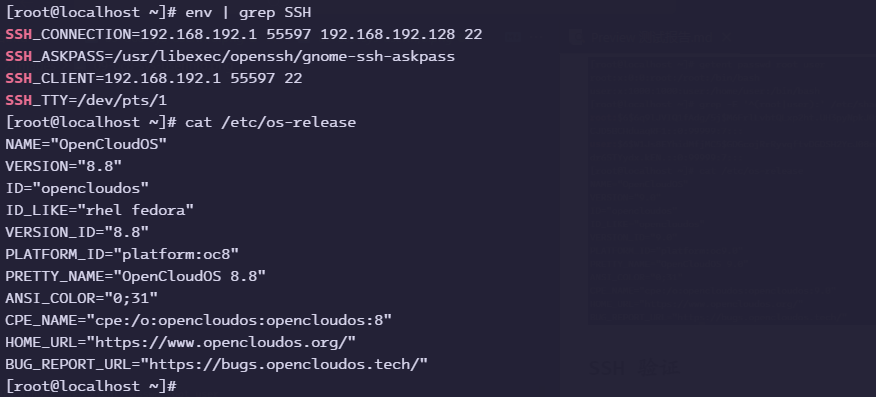 [root@localhost ~]# env | grep SSH
SSH_CONNECTION=192.168.192.1 55597 192.168.192.128 22
SSH_ASKPASS=/usr/libexec/openssh/gnome-ssh-askpass
SSH_CLIENT=192.168.192.1 55597 22
SSH_TTY=/dev/pts/1
[root@localhost ~]# cat /etc/os-release
NAME="OpenCloudOS"
VERSION="8.8"
ID="opencloudos"
ID_LIKE="rhel fedora"
VERSION_ID="8.8"
PLATFORM_ID="platform:oc8"
PRETTY_NAME="OpenCloudOS 8.8"
ANSI_COLOR="0;31"
CPE_NAME="cpe:/o:opencloudos:opencloudos:8"
HOME_URL="https://www.opencloudos.org/"
BUG_REPORT_URL="https://bugs.opencloudos.tech/"
[root@localhost ~]#